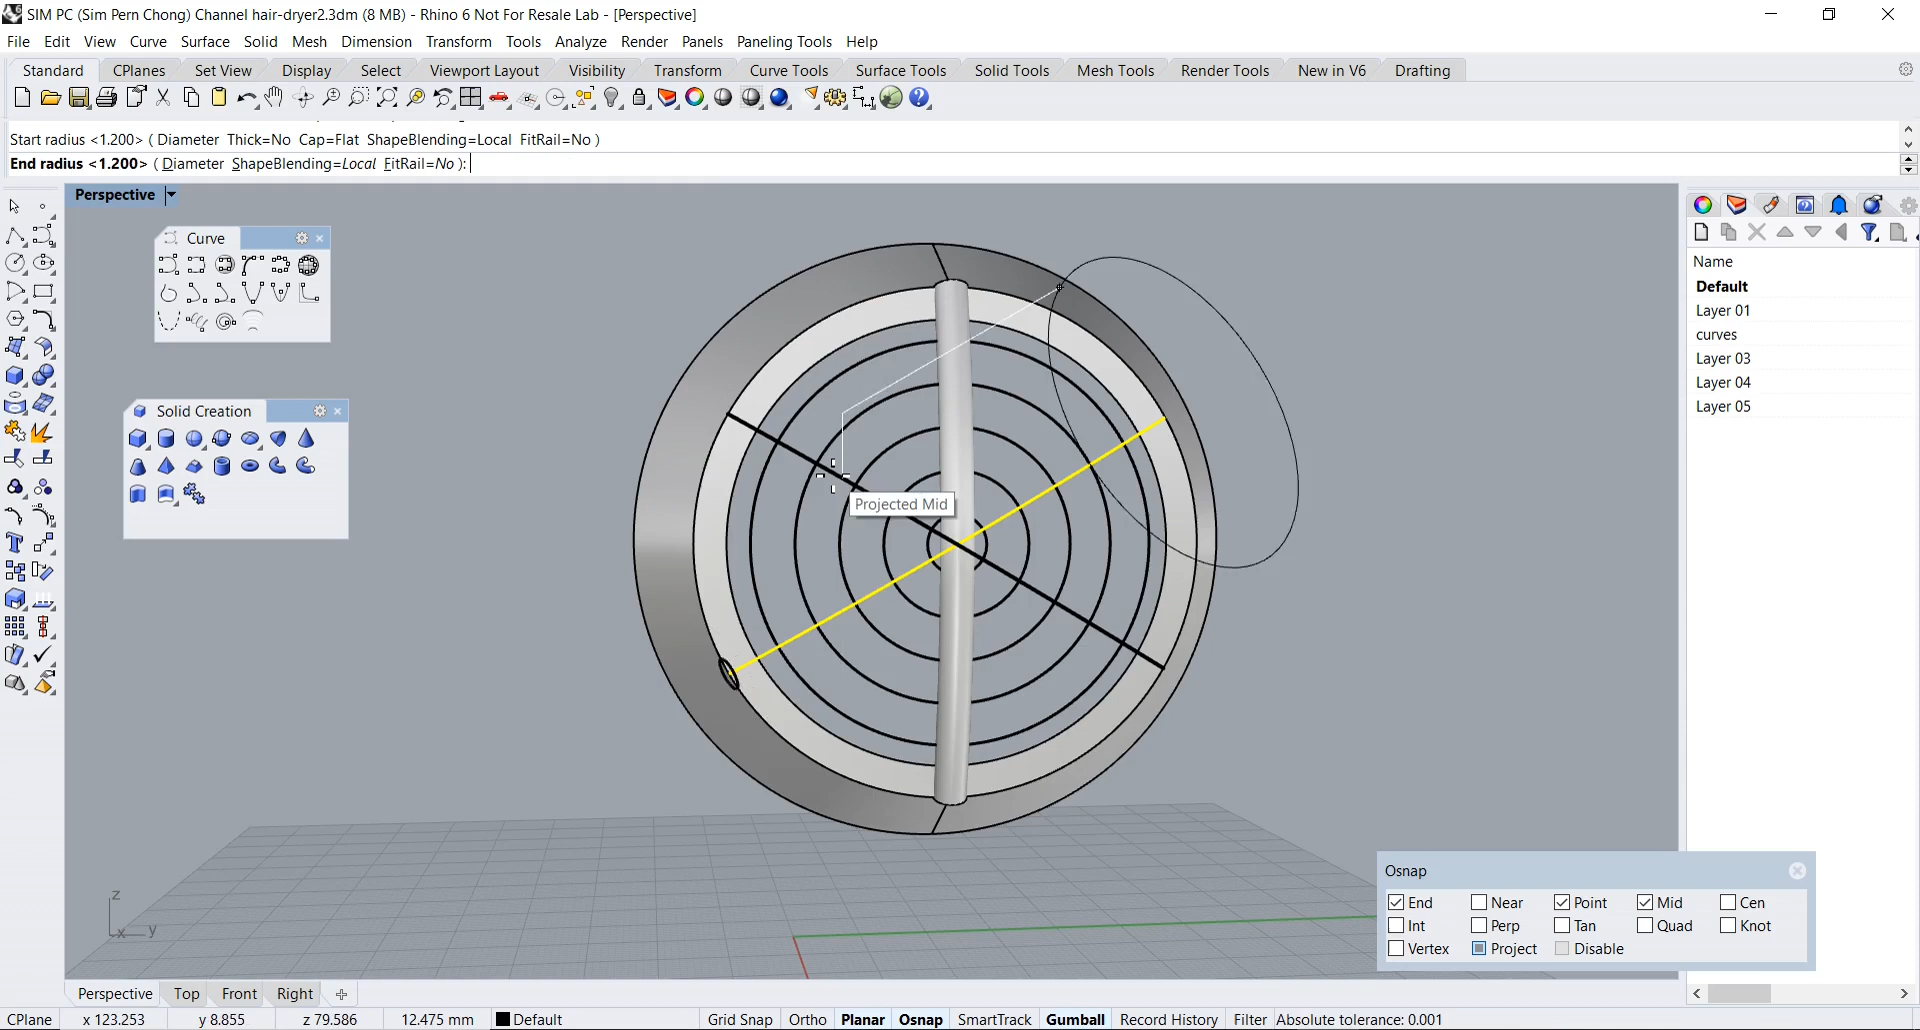 SIM PC (Sim Pern Chong) Channel hair-dryer2.3dm (8 MB) - Rhino 6 Not For Resale Lab - [Perspective]
File Edit View Curve Surface Solid Mesh Dimension Transform Tools Analyze Render Panels Paneling Tools Help
Standard CPlanes Set View Display Select Viewport Layout Visibility Transform Curve Tools Surface Tools Solid Tools Mesh Tools Render Tools New in V6 Drafting
Start radius <1.200> ( Diameter Thick=No Cap=Flat ShapeBlending=Local FitRail=No )
End radius <1.200> ( Diameter ShapeBlending=Local FitRail=No ):
Perspective
Curve
Solid Creation
Projected Mid
z
x y
Name
Default
Layer 01
curves
Layer 03
Layer 04
Layer 05
Osnap
End Near Point Mid Cen
Int Perp Tan Quad Knot
Vertex Project Disable
Perspective Top Front Right
CPlane x 123.253 y 8.855 z 79.586 12.475 mm Default Grid Snap Ortho Planar Osnap SmartTrack Gumball Record History Filter Absolute tolerance: 0.001